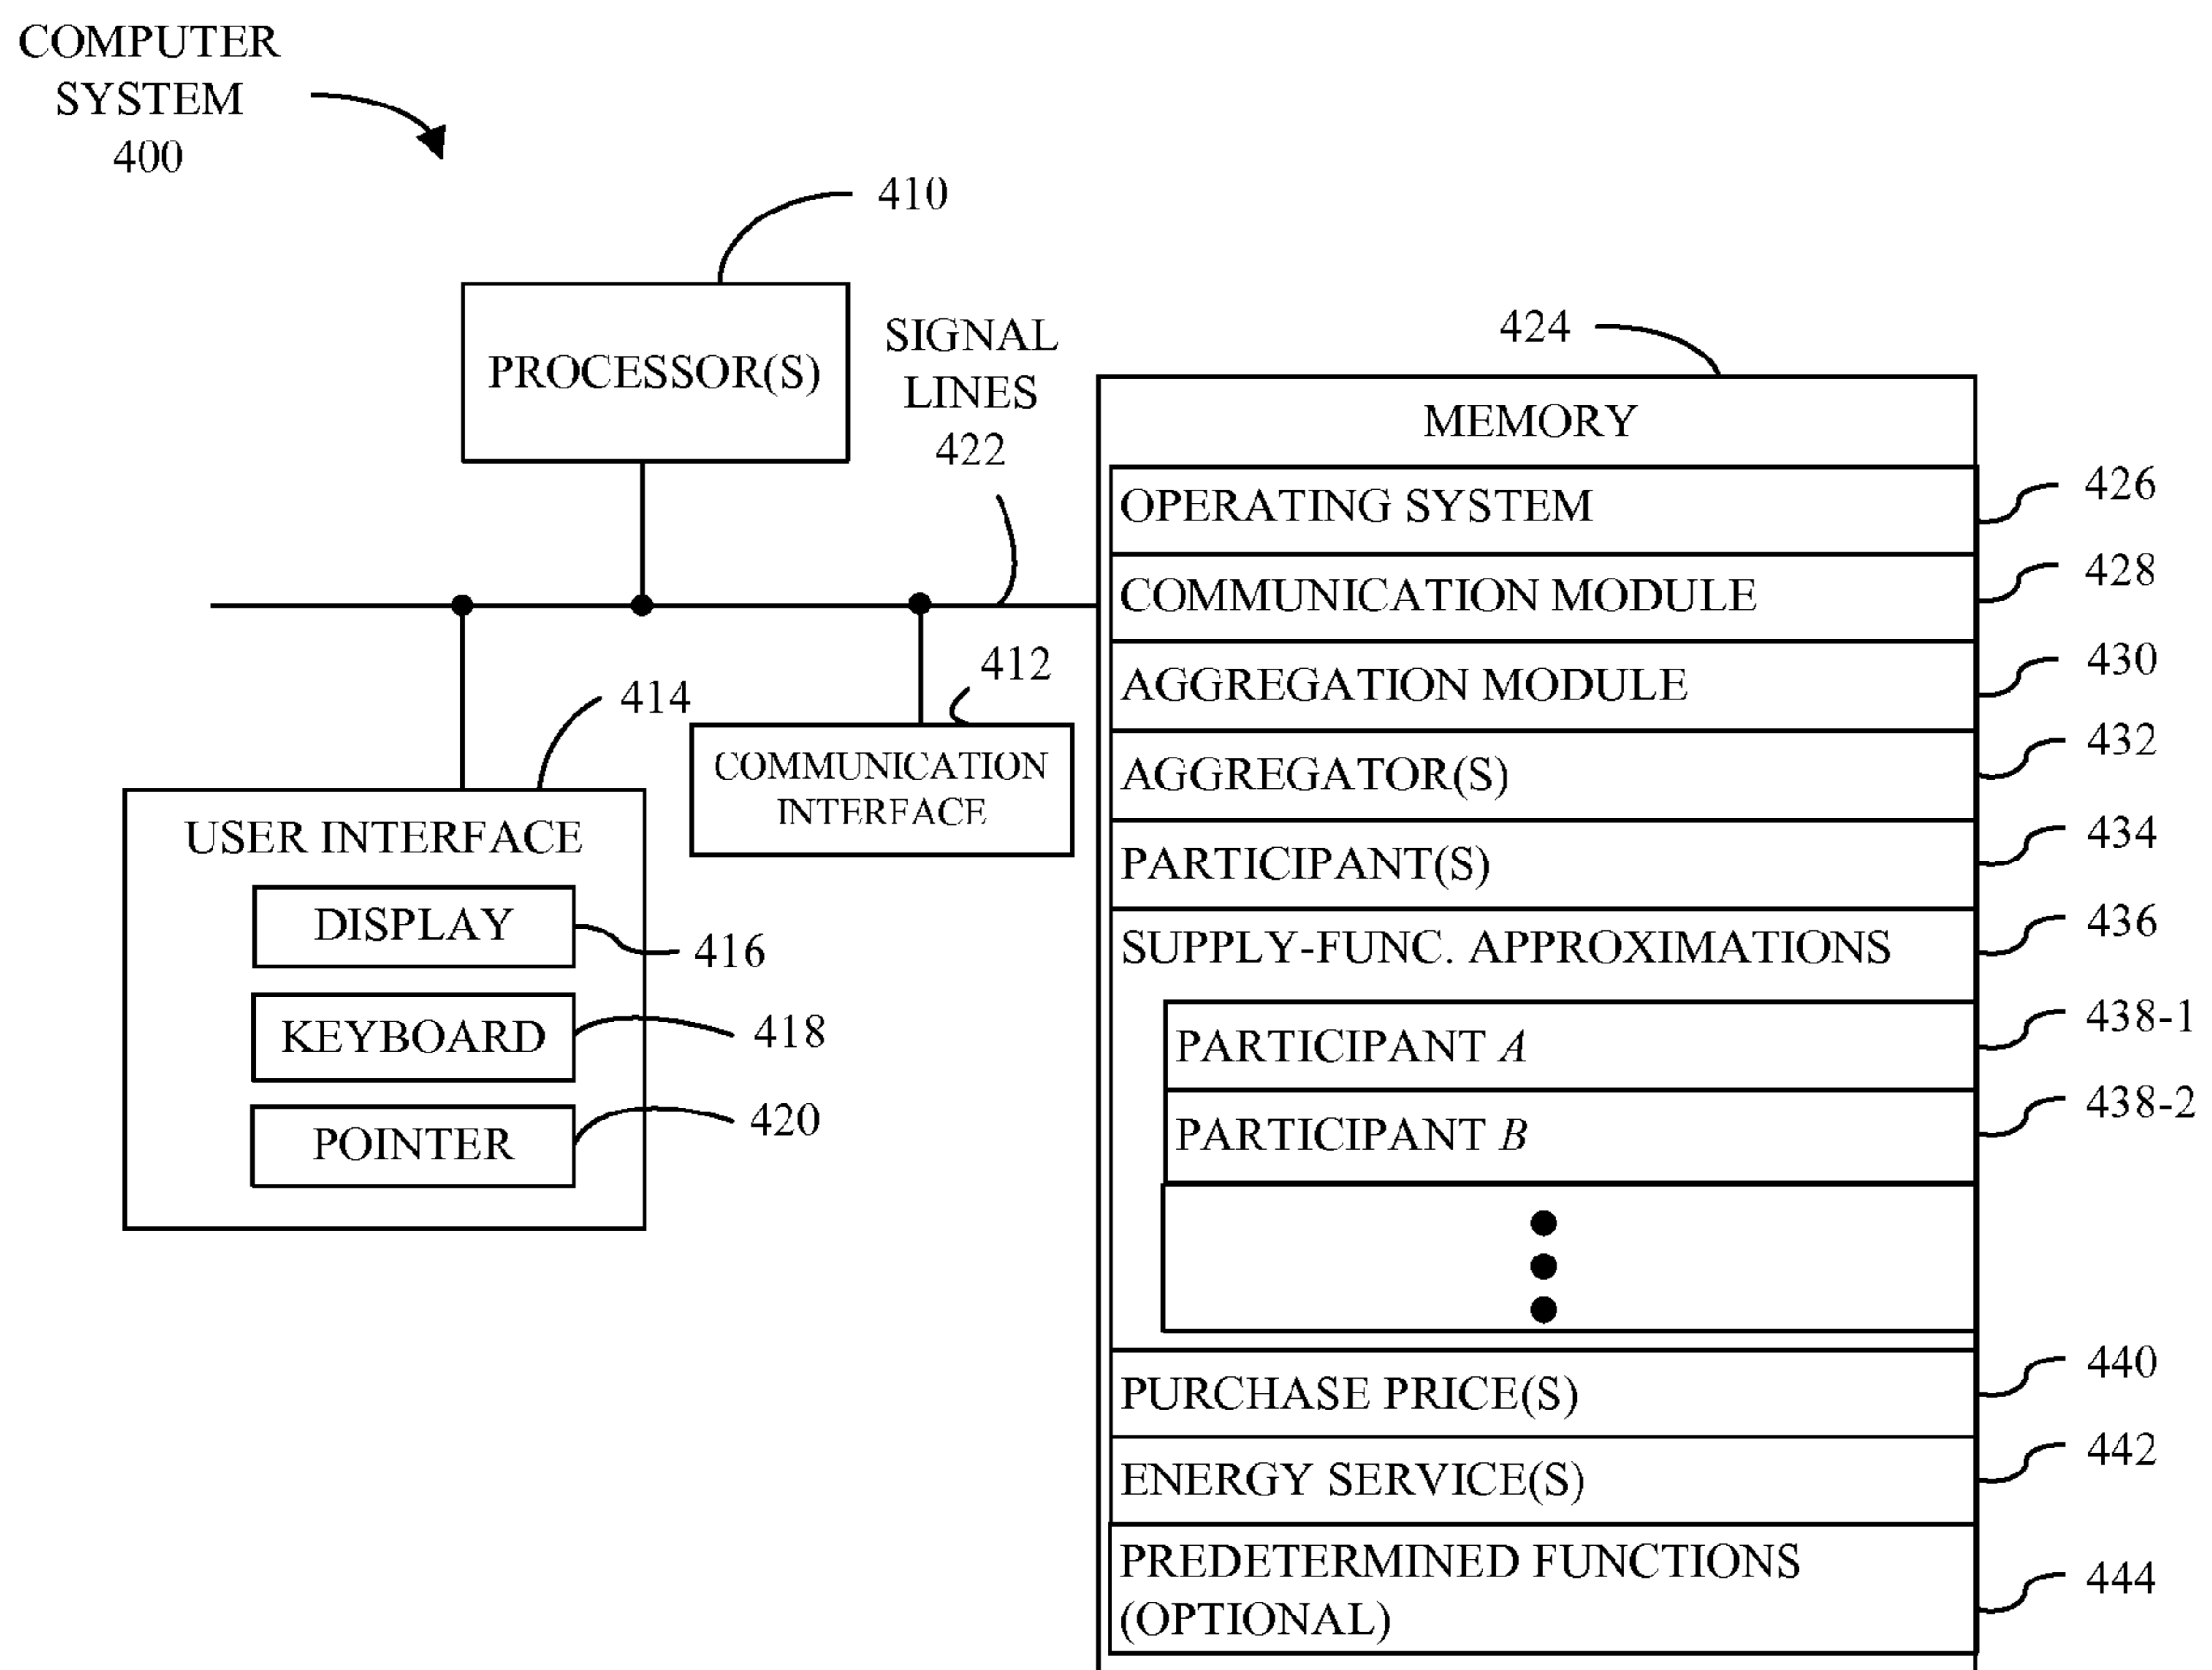 COMPUTER
SYSTEM
400
410
PROCESSOR(S)
SIGNAL
LINES
422
412
COMMUNICATION
INTERFACE
414
USER INTERFACE
DISPLAY
416
KEYBOARD
418
POINTER
420
424
MEMORY
OPERATING SYSTEM
426
COMMUNICATION MODULE
428
AGGREGATION MODULE
430
AGGREGATOR(S)
432
PARTICIPANT(S)
434
SUPPLY-FUNC. APPROXIMATIONS
436
PARTICIPANT A
438-1
PARTICIPANT B
438-2
PURCHASE PRICE(S)
440
ENERGY SERVICE(S)
442
PREDETERMINED FUNCTIONS
(OPTIONAL)
444